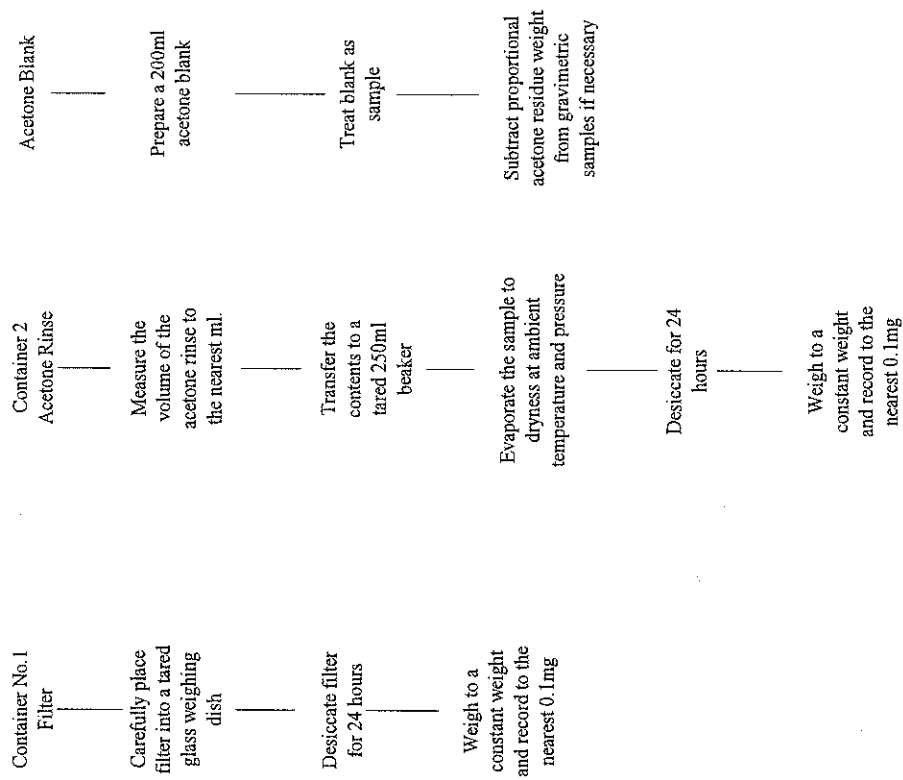 Container No.1
Filter
Carefully place
filter into a tared
glass weighing
dish
Desiccate filter
for 24 hours
Weigh to a
constant weight
and record to the
nearest 0.1mg
Container 2
Acetone Rinse
Measure the
volume of the
acetone rinse to
the nearest ml.
Transfer the
contents to a
tared 250ml
beaker
Evaporate the sample to
dryness at ambient
temperature and pressure
Desiccate for 24
hours
Weigh to a
constant weight
and record to the
nearest 0.1mg
Acetone Blank
Prepare a 200ml
acetone blank
Treat blank as
sample
Subtract proportional
acetone residue weight
from gravimetric
samples if necessary